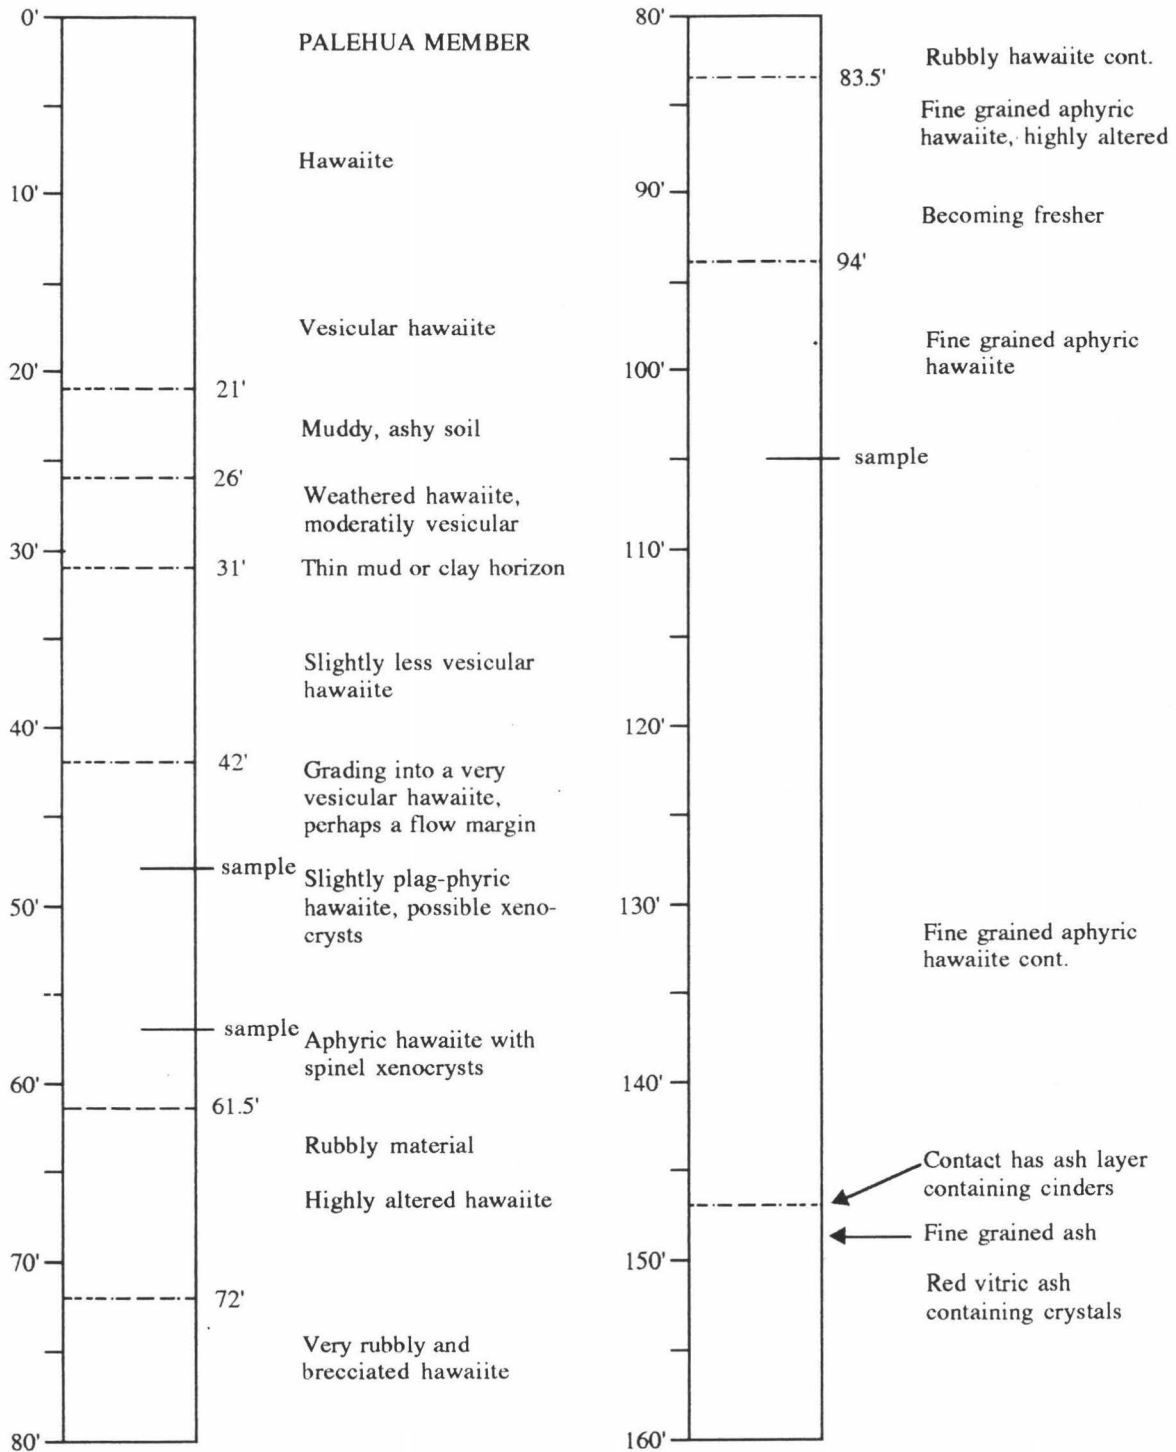 0'
PALEHUA MEMBER
Hawaiite
10'
Vesicular hawaiite
20'
21'
Muddy, ashy soil
26'
Weathered hawaiite,
moderatily vesicular
30'
31'
Thin mud or clay horizon
Slightly less vesicular
hawaiite
40'
42'
Grading into a very
vesicular hawaiite,
perhaps a flow margin
sample
Slightly plag-phyric
hawaiite, possible xeno-
crysts
50'
sample
Aphyric hawaiite with
spinel xenocrysts
60'
61.5'
Rubbly material
Highly altered hawaiite
70'
72'
Very rubbly and
brecciated hawaiite
80'
80'
Rubbly hawaiite cont.
83.5'
Fine grained aphyric
hawaiite, highly altered
90'
Becoming fresher
94'
Fine grained aphyric
hawaiite
100'
sample
110'
120'
130'
Fine grained aphyric
hawaiite cont.
140'
Contact has ash layer
containing cinders
Fine grained ash
150'
Red vitric ash
containing crystals
160'